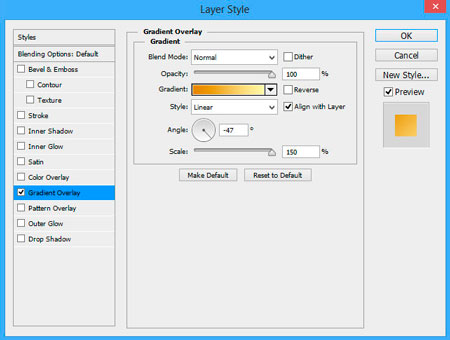 Layer Style
Styles
Blending Options: Default
Bevel & Emboss
Contour
Texture
Stroke
Inner Shadow
Inner Glow
Satin
Color Overlay
Gradient Overlay
Pattern Overlay
Outer Glow
Drop Shadow
Gradient Overlay
Gradient
Blend Mode: Normal Dither
Opacity: 100 %
Gradient: Reverse
Style: Linear Align with Layer
Angle: -47 °
Scale: 150 %
Make Default Reset to Default
OK
Cancel
New Style...
Preview